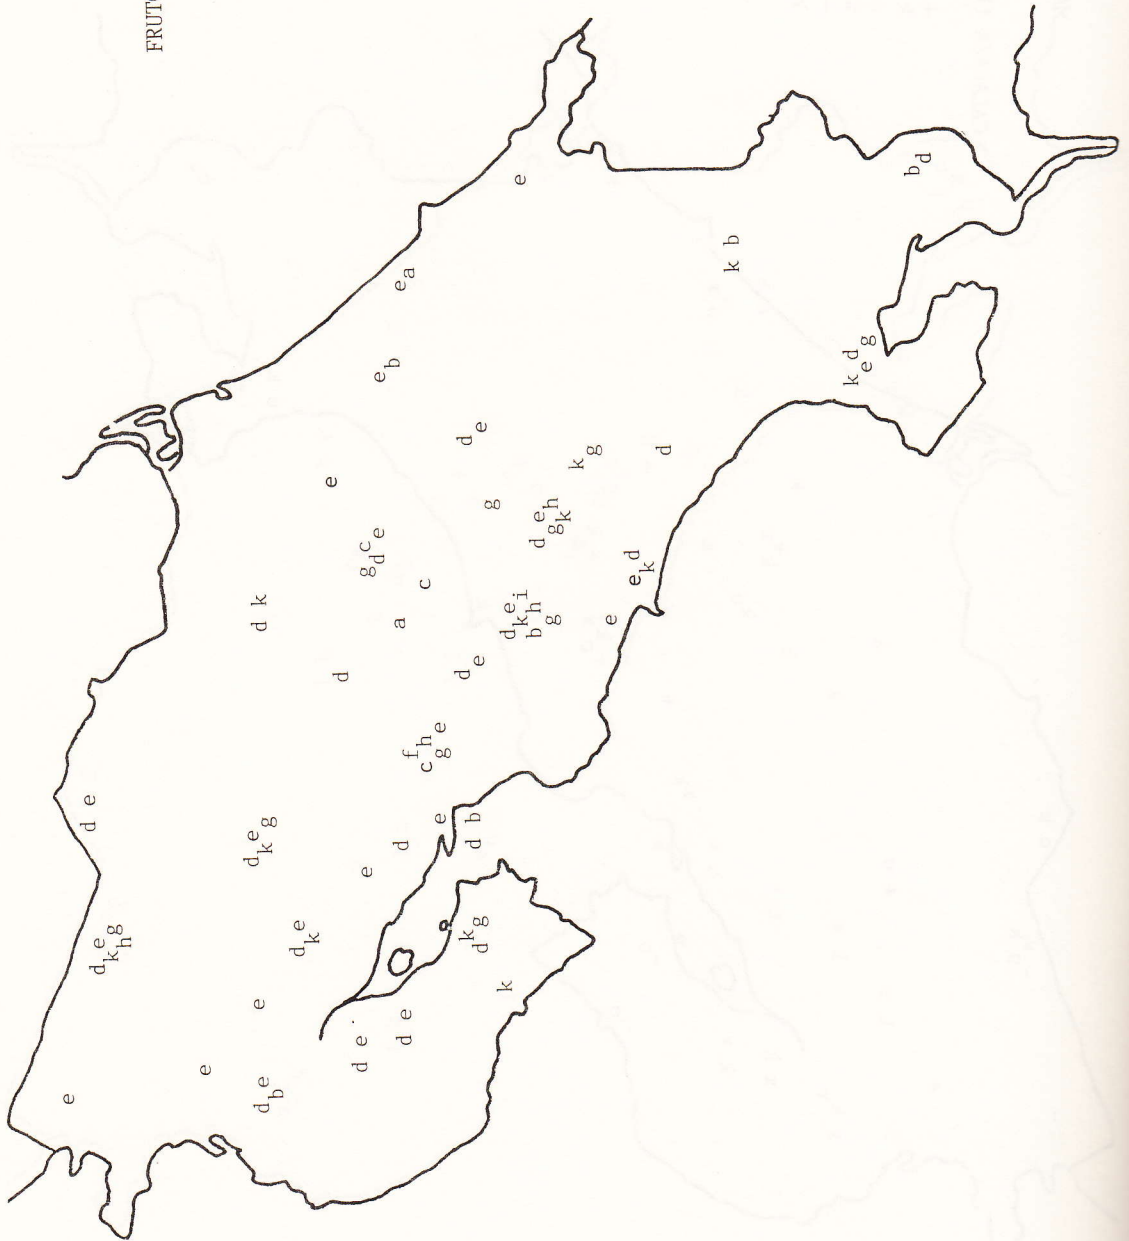 FRUT
e
d e
d k e h g
e
d b e
e
d k e g
d k
d k e
e
d
d e
e
g d c e
e b
d
a
d e
e a
c
c f g h e
e
d e
d e
d b
d k g
g
k
d k e i
b h
g
e
d g e k h
k g
e
e k d
d
k b
k e d g
b d